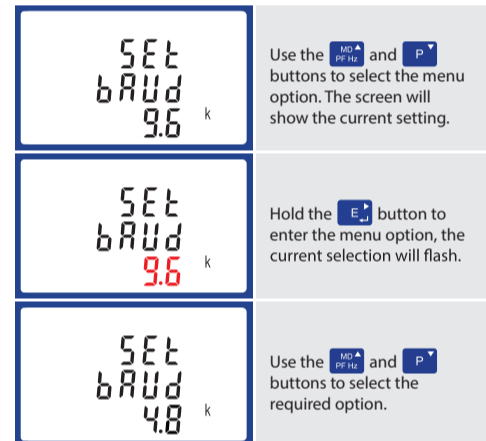 SEt
bAUd
9.6 k
Use the MD PF Hz and P
buttons to select the menu
option. The screen will
show the current setting.
SEt
bAUd
9.6 k
Hold the E button to
enter the menu option, the
current selection will flash.
SEt
bAUd
4.8 k
Use the MD PF Hz and P
buttons to select the
required option.